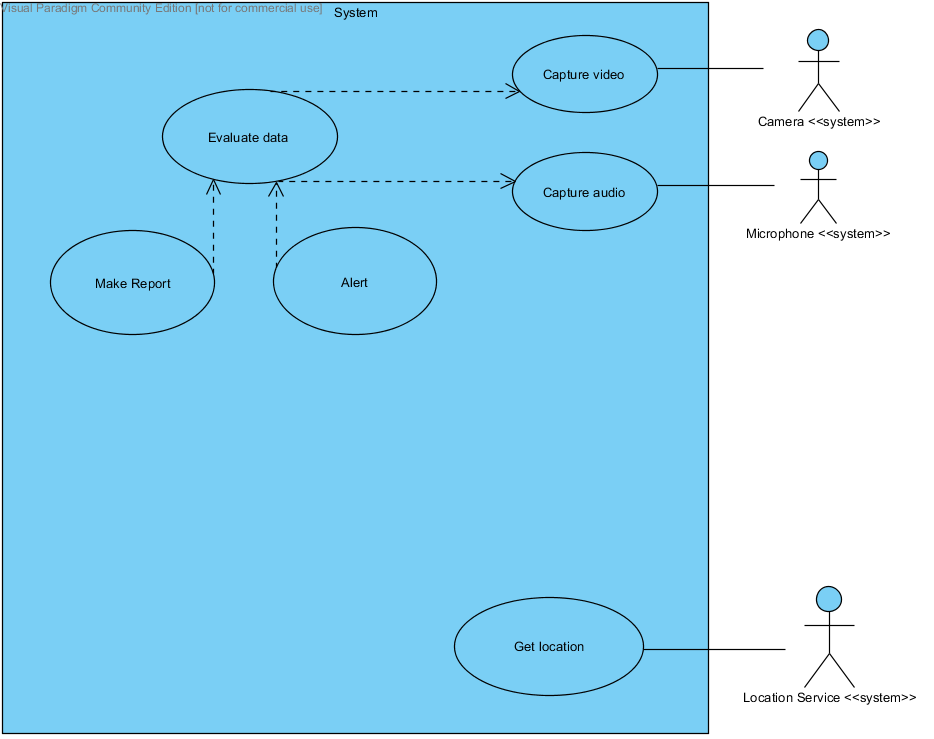 Visual Paradigm Community Edition [not for commercial use]
System
Capture video
Camera <<system>>
Evaluate data
Capture audio
Microphone <<system>>
Make Report
Alert
Get location
Location Service <<system>>